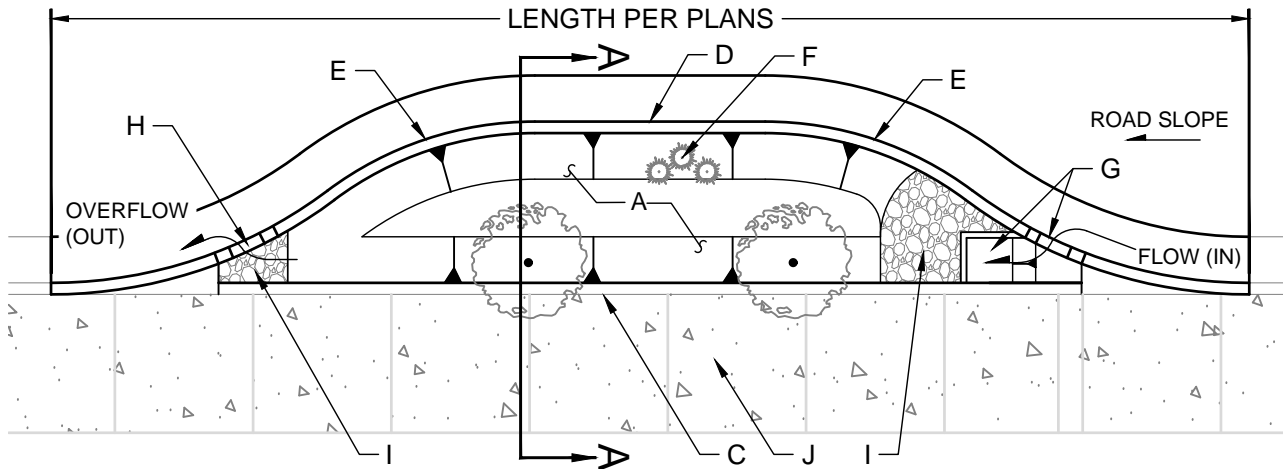 LENGTH PER PLANS
A
D
E
F
E
H
ROAD SLOPE
G
A
OVERFLOW
(OUT)
FLOW (IN)
A
I
C
J
I